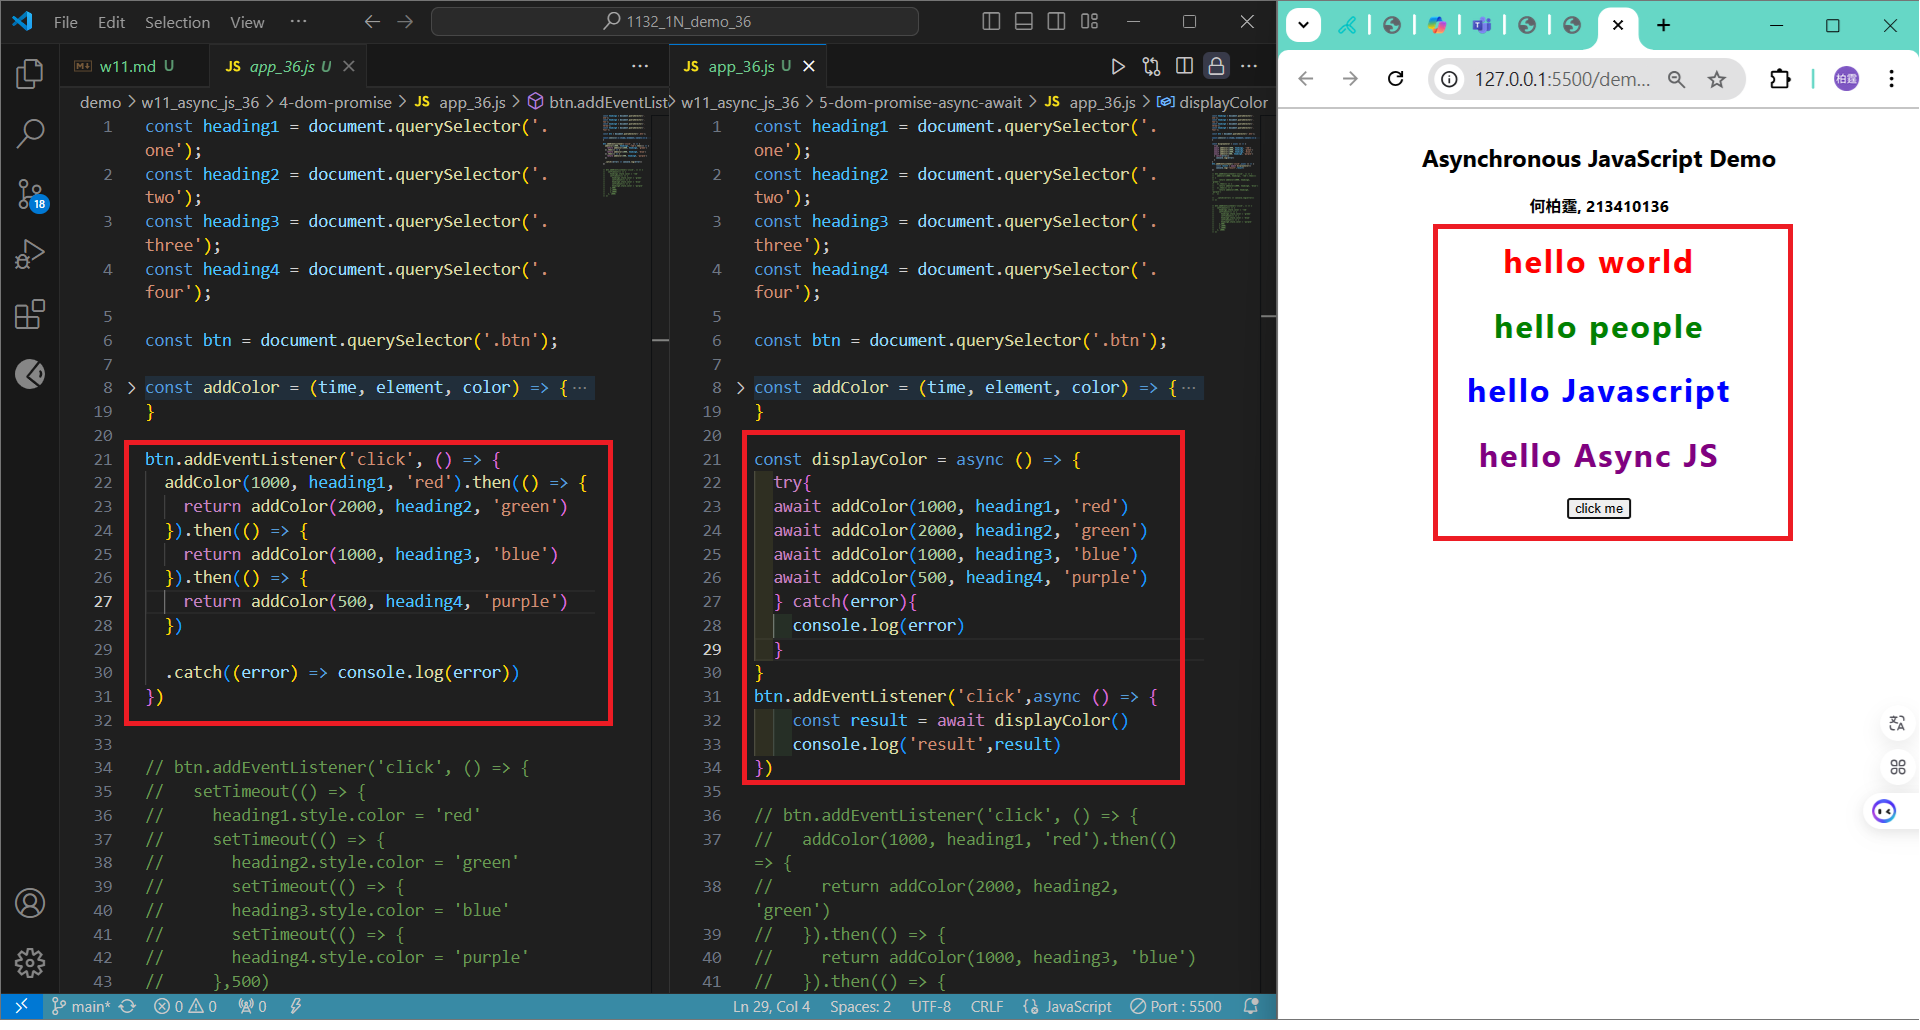 File Edit Selection View ··· 1132_1N_demo_36
w11.md U
JS app_36.js U
JS app_36.js U
demo > w11_async_js_36 > 4-dom-promise > JS app_36.js > btn.addEventList
w11_async_js_36 > 5-dom-promise-async-await > JS app_36.js > displayColor
1 const heading1 = document.querySelector('.
one');
2 const heading2 = document.querySelector('.
two');
3 const heading3 = document.querySelector('.
three');
4 const heading4 = document.querySelector('.
four');
5
6 const btn = document.querySelector('.btn');
7
8 const addColor = (time, element, color) => {···
19 }
20
21 btn.addEventListener('click', () => {
22 addColor(1000, heading1, 'red').then(() => {
23 return addColor(2000, heading2, 'green')
24 }).then(() => {
25 return addColor(1000, heading3, 'blue')
26 }).then(() => {
27 return addColor(500, heading4, 'purple')
28 })
29
30 .catch((error) => console.log(error))
31 })
32
33
34 // btn.addEventListener('click', () => {
35 // setTimeout(() => {
36 // heading1.style.color = 'red'
37 // setTimeout(() => {
38 // heading2.style.color = 'green'
39 // setTimeout(() => {
40 // heading3.style.color = 'blue'
41 // setTimeout(() => {
42 // heading4.style.color = 'purple'
43 // },500)
1 const heading1 = document.querySelector('.
one');
2 const heading2 = document.querySelector('.
two');
3 const heading3 = document.querySelector('.
three');
4 const heading4 = document.querySelector('.
four');
5
6 const btn = document.querySelector('.btn');
7
8 const addColor = (time, element, color) => {···
19 }
20
21 const displayColor = async () => {
22 try{
23 await addColor(1000, heading1, 'red')
24 await addColor(2000, heading2, 'green')
25 await addColor(1000, heading3, 'blue')
26 await addColor(500, heading4, 'purple')
27 } catch(error){
28 console.log(error)
29 }
30 }
31 btn.addEventListener('click',async () => {
32 const result = await displayColor()
33 console.log('result',result)
34 })
35
36 // btn.addEventListener('click', () => {
37 // addColor(1000, heading1, 'red').then(()
=> {
38 // return addColor(2000, heading2,
'green')
39 // }).then(() => {
40 // return addColor(1000, heading3, 'blue')
41 // }).then(() => {
18
main* 0 0 0
Ln 29, Col 4 Spaces: 2 UTF-8 CRLF {} JavaScript Port : 5500
127.0.0.1:5500/dem...
柏霆
Asynchronous JavaScript Demo
何柏霆, 213410136
hello world
hello people
hello Javascript
hello Async JS
click me